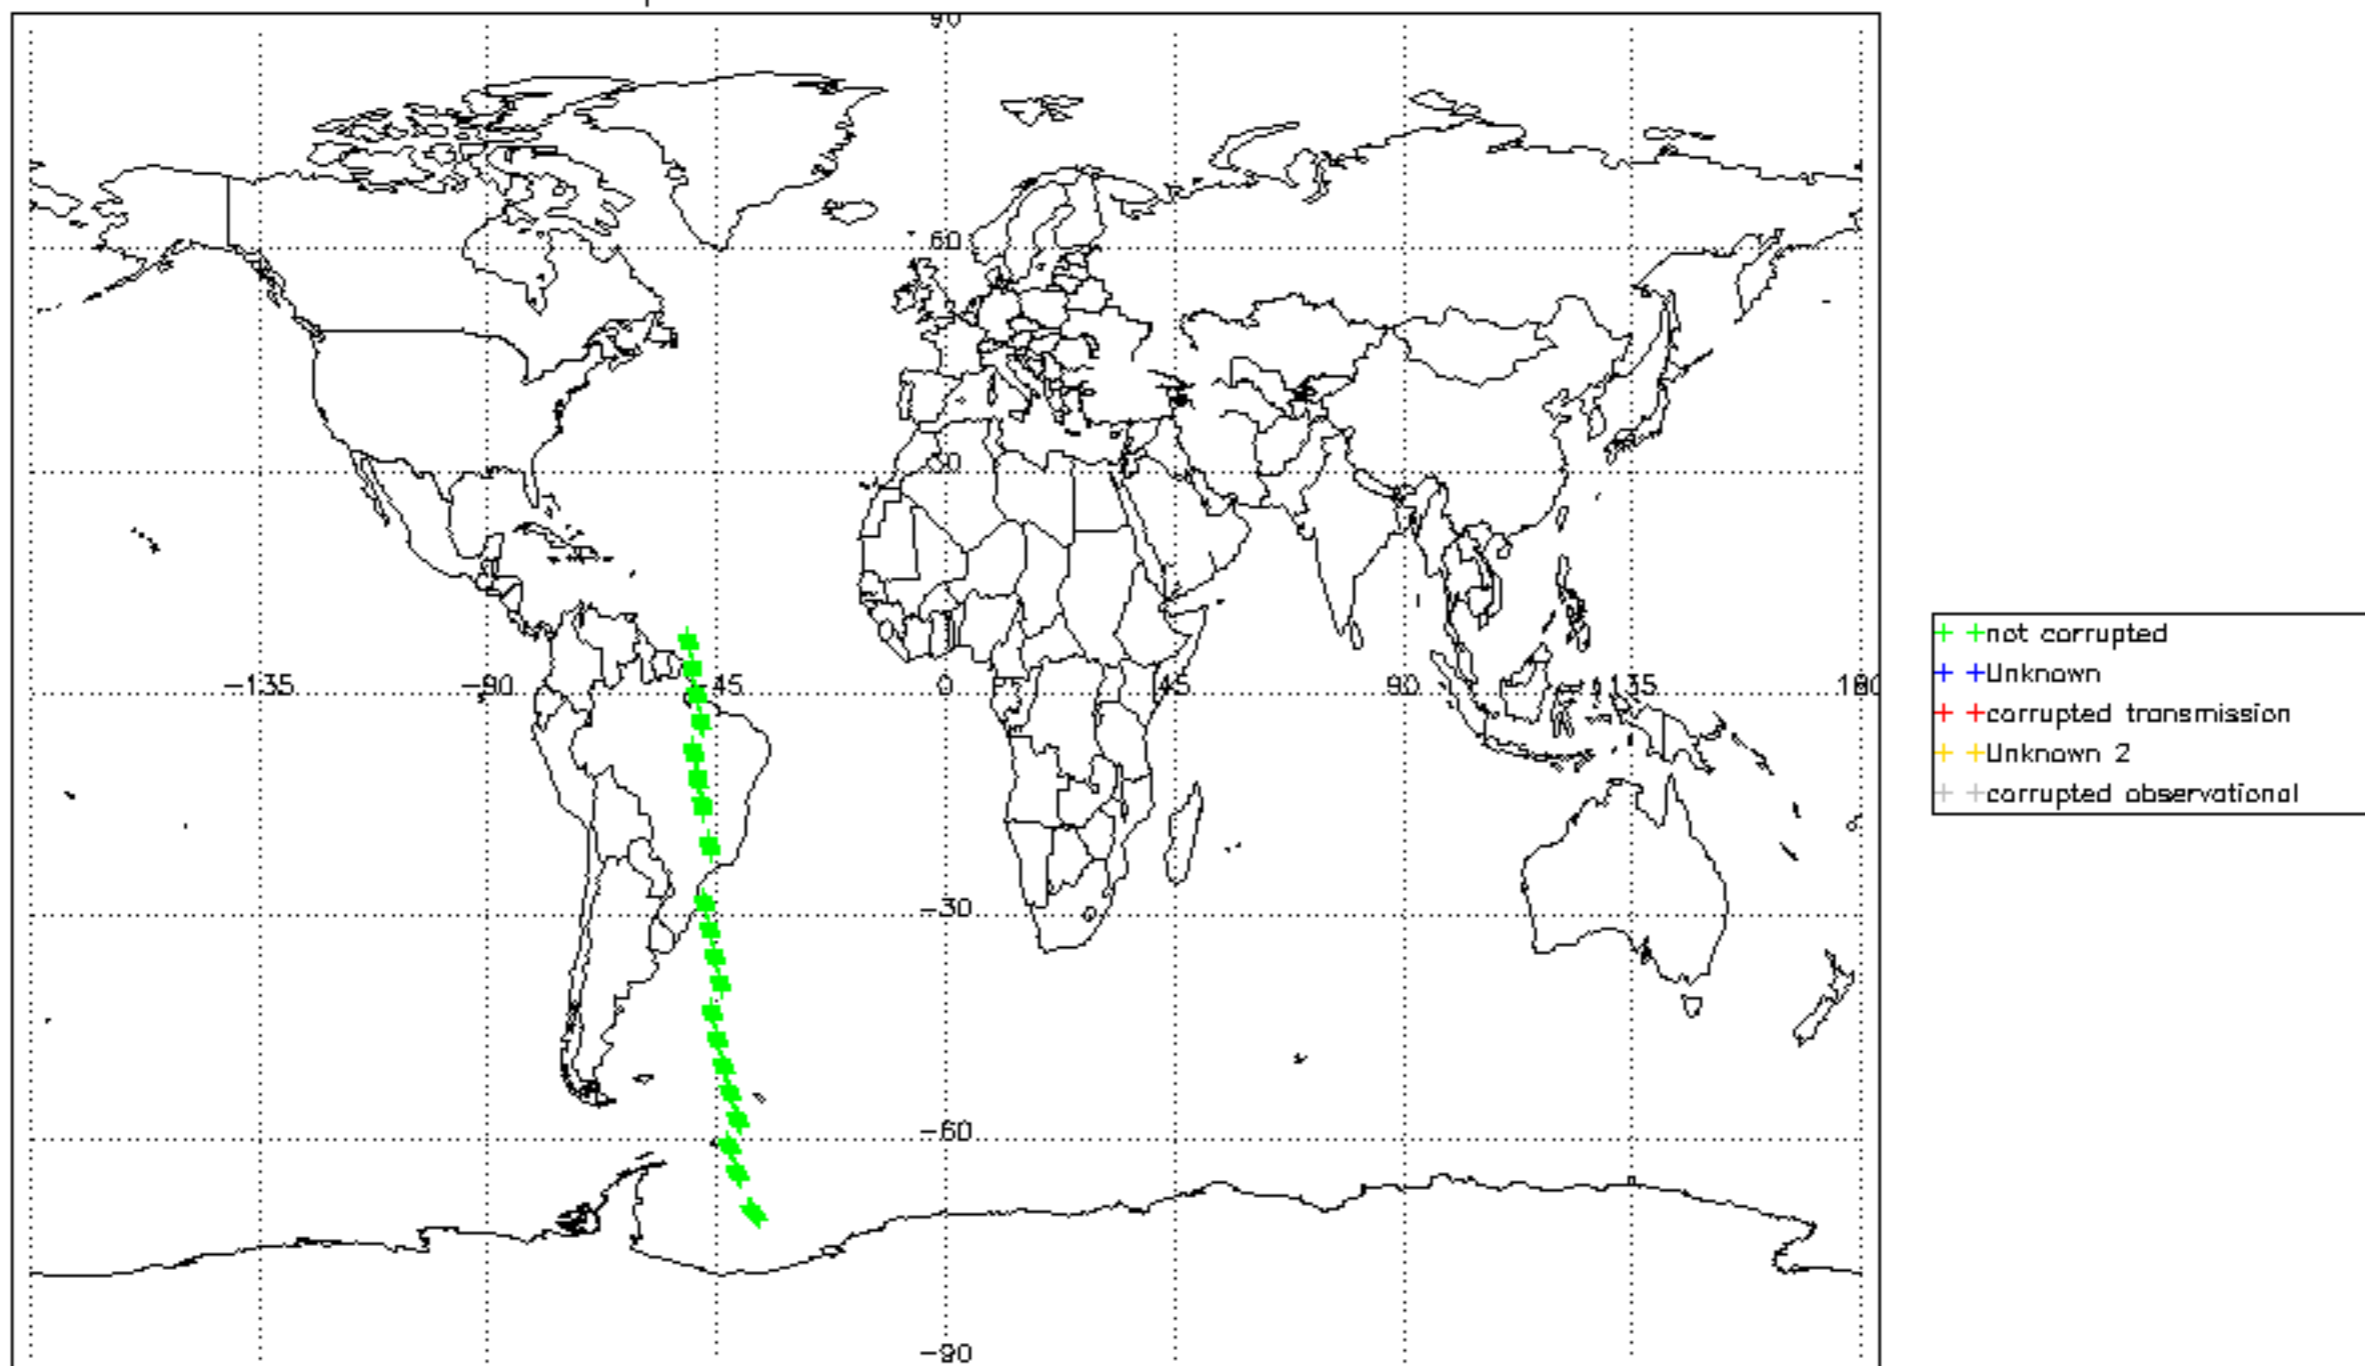 90
60
30
-135 -90 -45 0 45 90 135 180
-30
-60
-90
not corrupted
Unknown
corrupted transmission
Unknown 2
corrupted observational